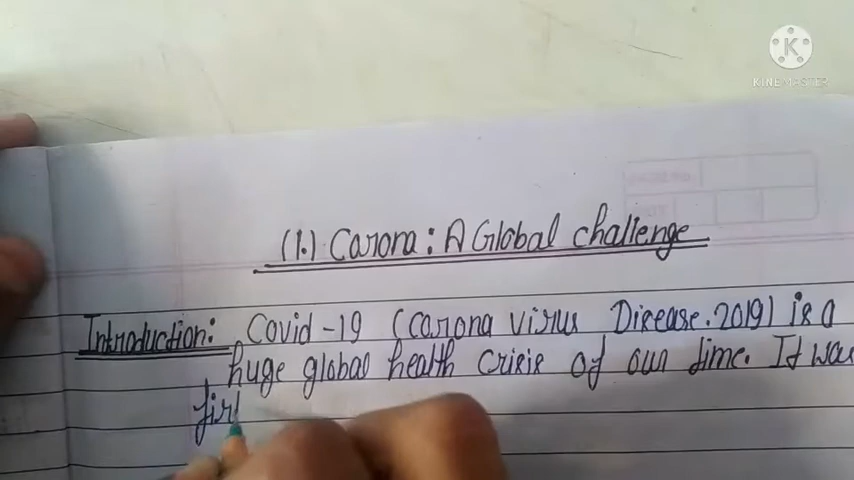 KINEMASTER
(1.) Carona: A Global challenge
Introduction: Covid-19 (Carona virus Disease.2019) is a
huge global health crisis of our time. It was